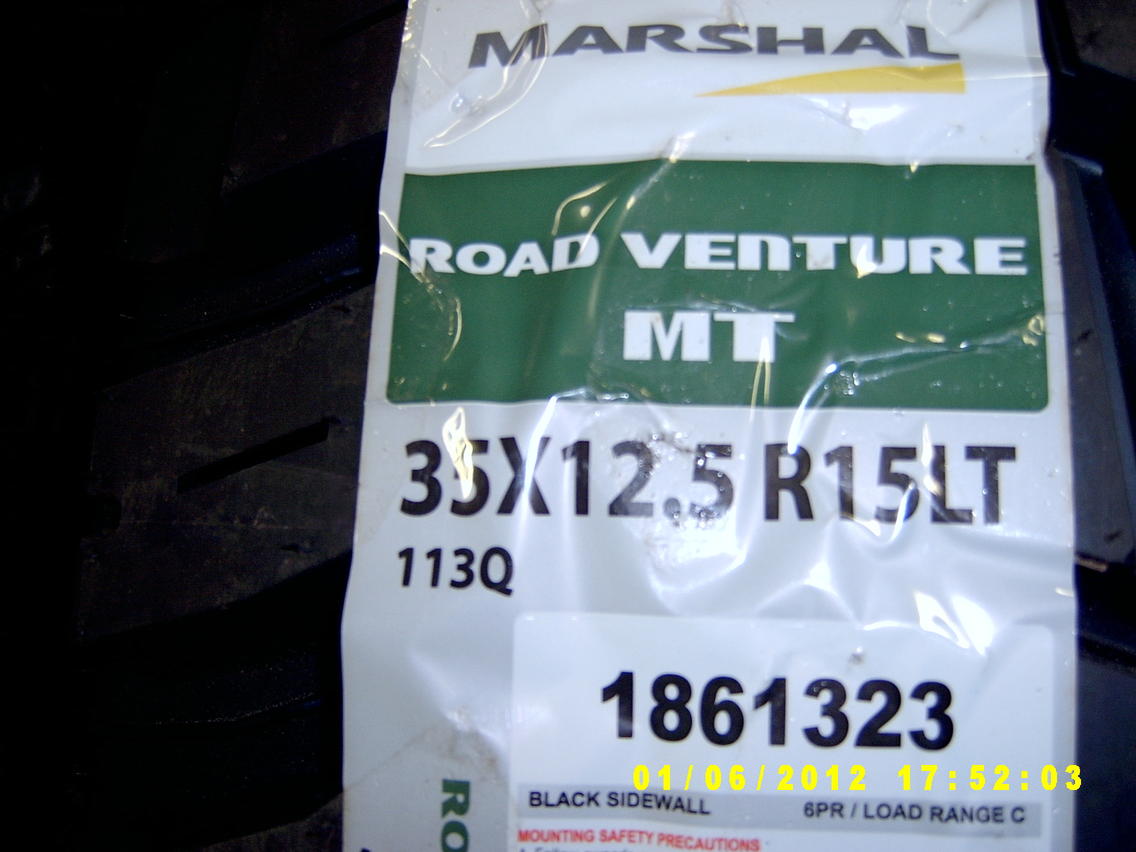 MARSHAL
ROAD VENTURE
MT
35X12.5 R15LT
113Q
1861323
01/06/2012 17:52:03
BLACK SIDEWALL 6PR / LOAD RANGE C
MOUNTING SAFETY PRECAUTIONS
RO